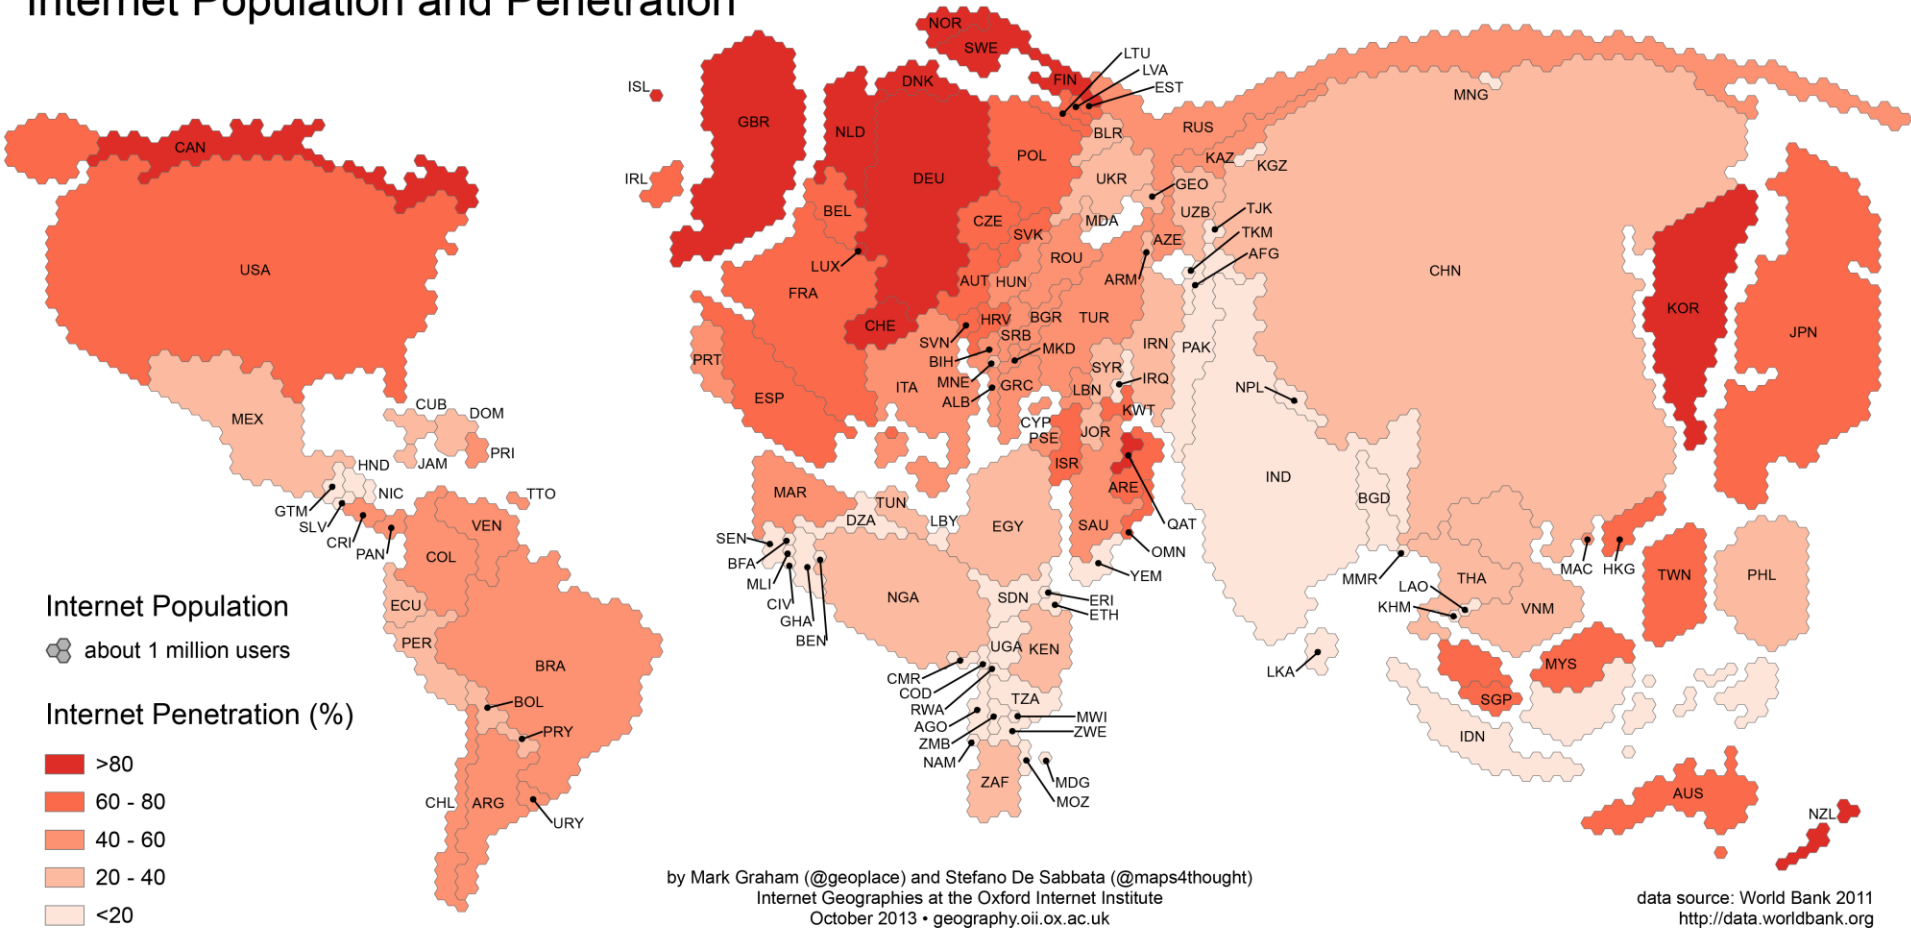 Internet Population and Penetration
NOR
SWE
LTU
LVA
EST
FIN
ISL
DNK
GBR
NLD
MNG
RUS
BLR
CAN
POL
KAZ
KGZ
IRL
DEU
UKR
GEO
BEL
CZE
MDA
UZB
TJK
SVK
TKM
AZE
AFG
LUX
ROU
ARM
USA
CHN
FRA
AUT
HUN
KOR
CHE
HRV
BGR
TUR
JPN
SVN
SRB
IRN
PAK
BIH
MKD
PRT
SYR
MNE
IRQ
ITA
GRC
LBN
NPL
ESP
ALB
CUB
DOM
KWT
MEX
CYP
PSE
JOR
PRI
HND
JAM
ISR
IND
NIC
MAR
ARE
BGD
TTO
GTM
TUN
SLV
VEN
DZA
LBY
EGY
SAU
QAT
CRI
PAN
SEN
OMN
COL
BFA
YEM
MMR
MAC
HKG
TWN
PHL
MLI
THA
LAO
CIV
NGA
SDN
ERI
ECU
KHM
VNM
GHA
ETH
BEN
PER
UGA
KEN
BRA
MYS
CMR
LKA
COD
BOL
RWA
TZA
SGP
AGO
MWI
PRY
ZMB
ZWE
IDN
NAM
ZAF
MDG
CHL
ARG
MOZ
AUS
URY
NZL
Internet Population
about 1 million users
Internet Penetration (%)
>80
60 - 80
40 - 60
20 - 40
<20
by Mark Graham (@geoplace) and Stefano De Sabbata (@maps4thought)
Internet Geographies at the Oxford Internet Institute
October 2013 • geography.oii.ox.ac.uk
data source: World Bank 2011
http://data.worldbank.org